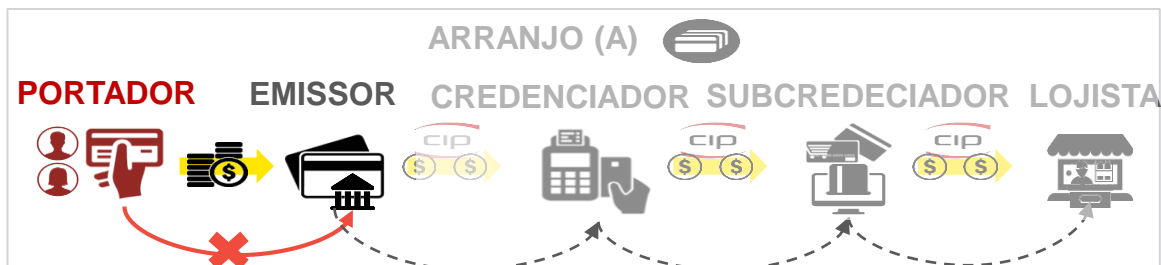 ARRANJO (A)
PORTADOR EMISSOR CREDENCIADOR SUBCREDECIADOR LOJISTA
CIP CIP CIP
$ $ $ $ $ $ $